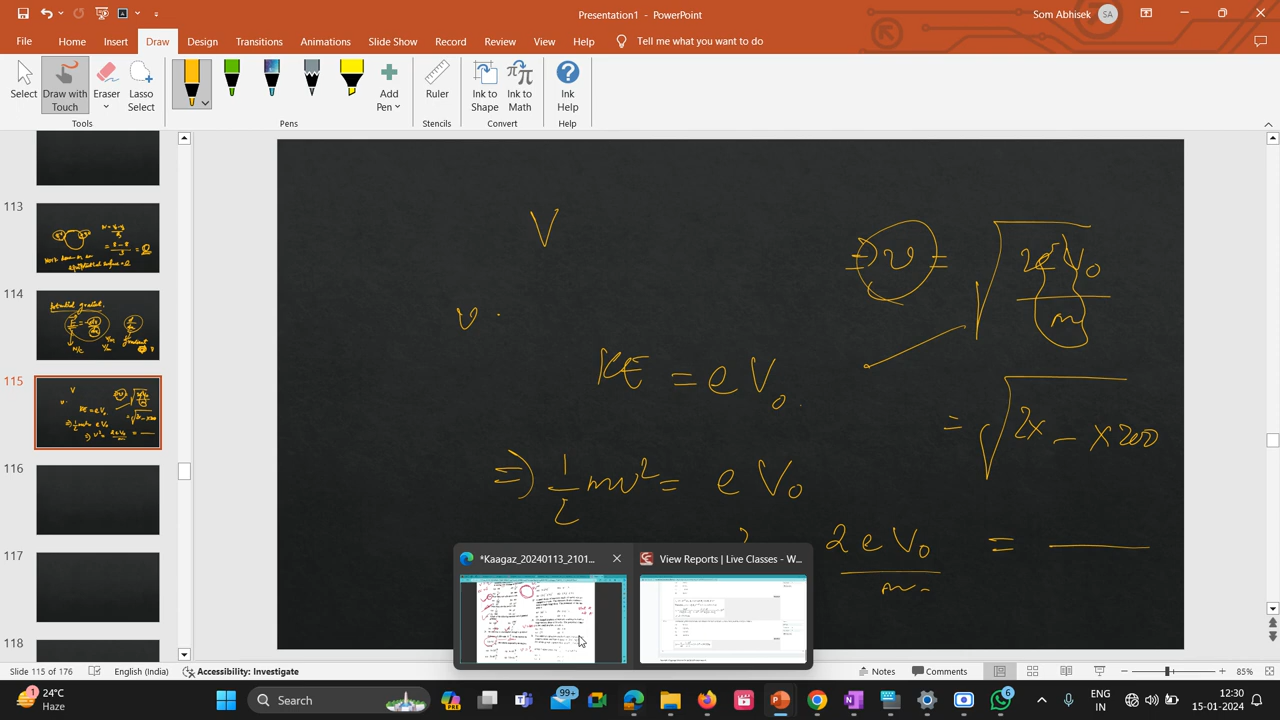 Presentation1 - PowerPoint
Som Abhisek
SA
File Home Insert Draw Design Transitions Animations Slide Show Record Review View Help Tell me what you want to do
Select
Draw with Touch
Eraser
Lasso Select
Add Pen
Ruler
Ink to Shape
Ink to Math
Ink Help
Tools
Pens
Stencils
Convert
Help
113
114
115
116
117
118
V
v
KE = eV₀
⇒ ½mv² = eV₀
2eV₀/m = —
⇒ v = √(2eV₀/m)
= √(2× – ×200
*Kaagaz_20240113_2101...
View Reports | Live Classes - W...
Slide 115 of 176
English (India)
Accessibility: Investigate
Notes
Comments
85%
1
24°C
Haze
Search
99+
6
ENG
IN
12:30
15-01-2024